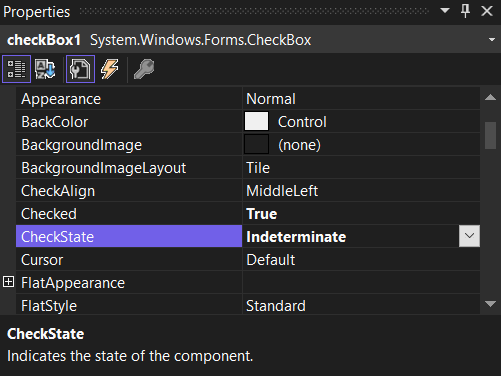 Properties
checkBox1 System.Windows.Forms.CheckBox
Appearance Normal
BackColor Control
BackgroundImage (none)
BackgroundImageLayout Tile
CheckAlign MiddleLeft
Checked True
CheckState Indeterminate
Cursor Default
FlatAppearance
FlatStyle Standard
CheckState
Indicates the state of the component.